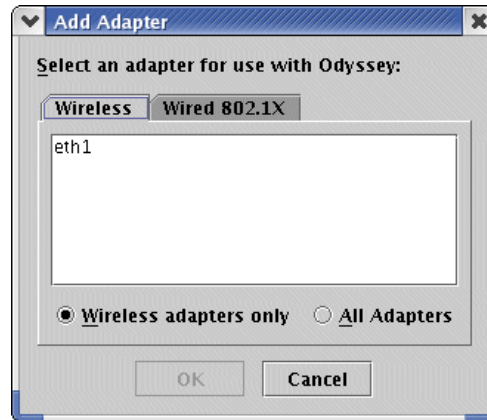 Add Adapter
Select an adapter for use with Odyssey:
Wireless Wired 802.1X
eth1
Wireless adapters only All Adapters
OK Cancel